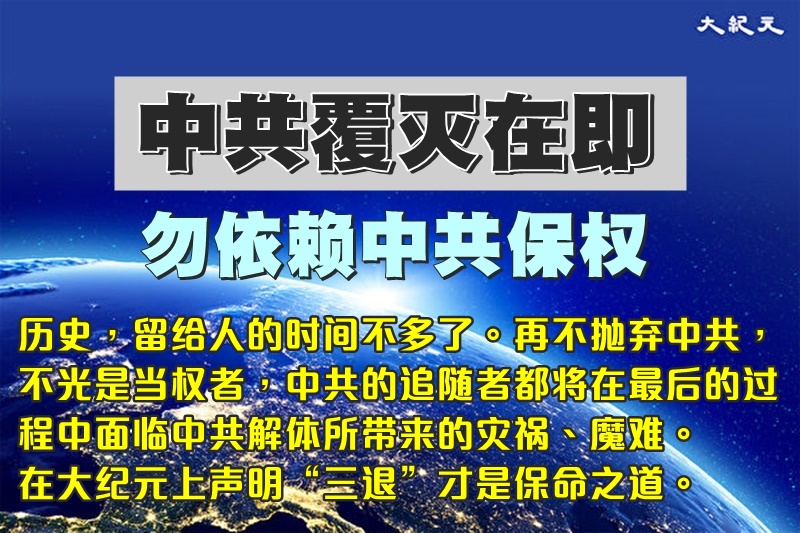 大紀元
中共覆灭在即
勿依赖中共保权
历史，留给人的时间不多了。再不抛弃中共，
不光是当权者，中共的追随者都将在最后的过
程中面临中共解体所带来的灾祸、魔难。
在大纪元上声明“三退”才是保命之道。